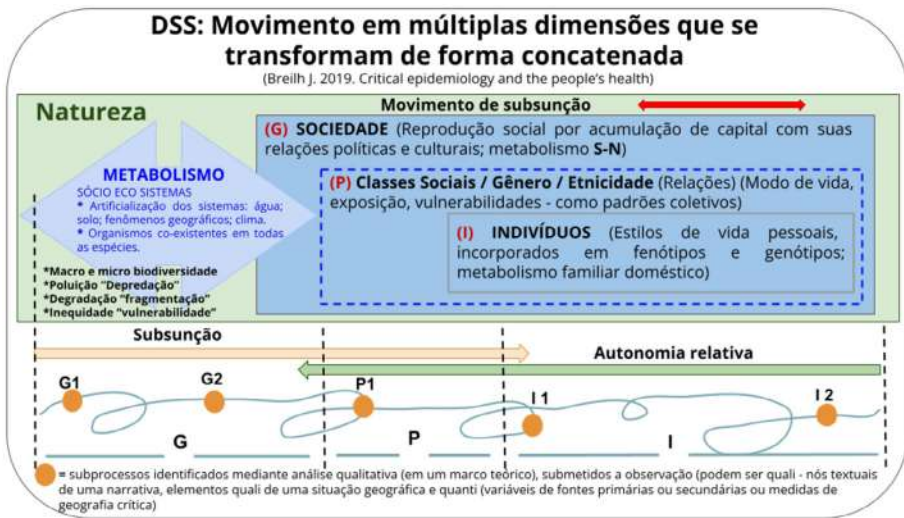 DSS: Movimento em múltiplas dimensões que se
transformam de forma concatenada
(Breilh J. 2019. Critical epidemiology and the people's health)
Natureza
Movimento de subsunção
(G) SOCIEDADE (Reprodução social por acumulação de capital com suas
relações políticas e culturais; metabolismo S-N)
METABOLISMO
SÓCIO ECO SISTEMAS
* Artificialização dos sistemas: água;
solo; fenômenos geográficos; clima.
* Organismos co-existentes em todas
as espécies.
(P) Classes Sociais / Gênero / Etnicidade (Relações) (Modo de vida,
exposição, vulnerabilidades - como padrões coletivos)
(I) INDIVÍDUOS (Estilos de vida pessoais,
incorporados em fenótipos e genótipos;
metabolismo familiar doméstico)
*Macro e micro biodiversidade
*Poluição "Depredação"
*Degradação "fragmentação"
*Inequidade "vulnerabilidade"
Subsunção
Autonomia relativa
G1
G2
P1
I 1
I 2
G
P
I
= subprocessos identificados mediante análise qualitativa (em um marco teórico), submetidos a observação (podem ser quali - nós textuais
de uma narrativa, elementos quali de uma situação geográfica e quanti (variáveis de fontes primárias ou secundárias ou medidas de
geografia crítica)